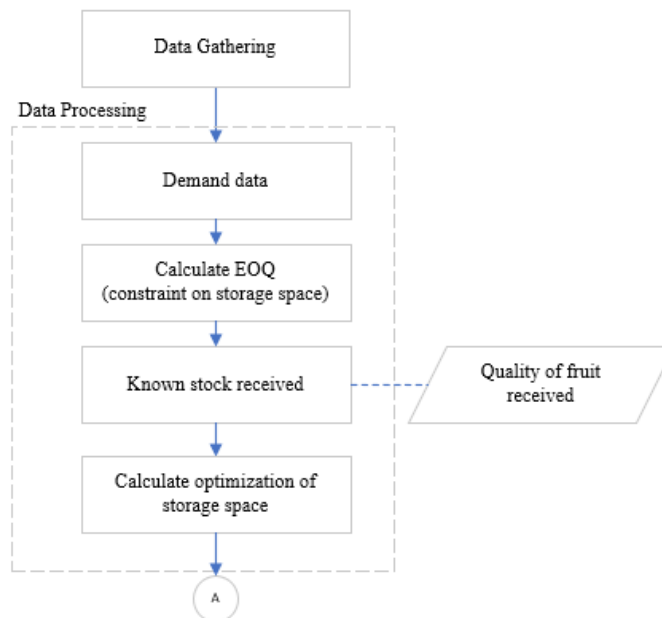 Data Gathering
Data Processing
Demand data
Calculate EOQ
(constraint on storage space)
Known stock received
Quality of fruit
received
Calculate optimization of
storage space
A